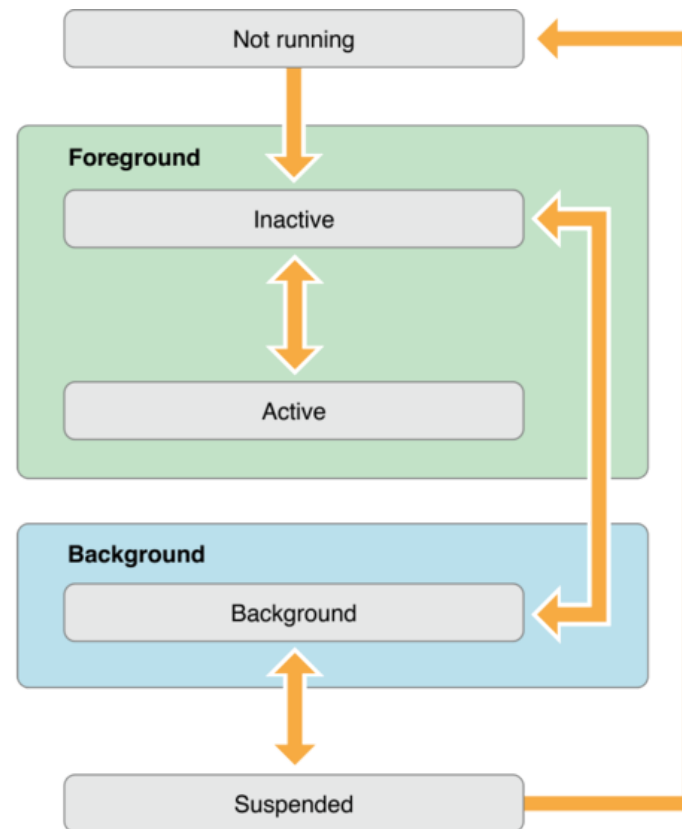 Not running
Foreground
Inactive
Active
Background
Background
Suspended